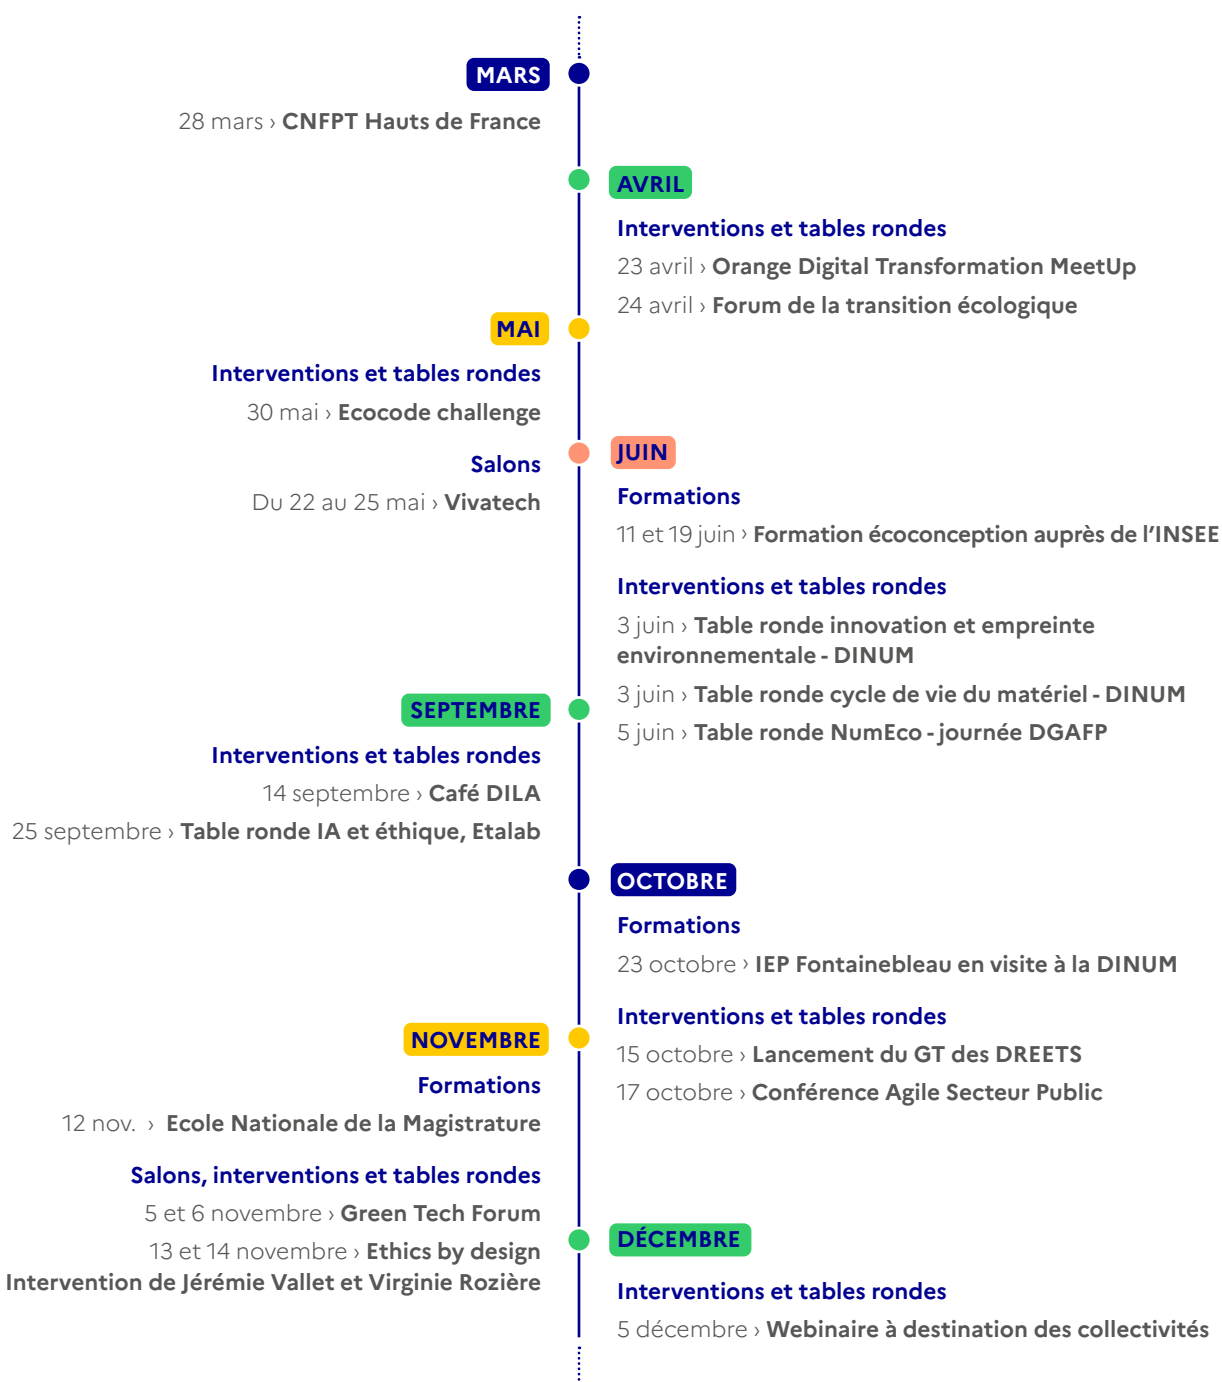 MARS
28 mars › CNFPT Hauts de France
AVRIL
Interventions et tables rondes
23 avril › Orange Digital Transformation MeetUp
24 avril › Forum de la transition écologique
MAI
Interventions et tables rondes
30 mai › Ecocode challenge
Salons
Du 22 au 25 mai › Vivatech
JUIN
Formations
11 et 19 juin › Formation écoconception auprès de l'INSEE
Interventions et tables rondes
3 juin › Table ronde innovation et empreinte
environnementale - DINUM
3 juin › Table ronde cycle de vie du matériel - DINUM
5 juin › Table ronde NumEco - journée DGAFP
SEPTEMBRE
Interventions et tables rondes
14 septembre › Café DILA
25 septembre › Table ronde IA et éthique, Etalab
OCTOBRE
Formations
23 octobre › IEP Fontainebleau en visite à la DINUM
Interventions et tables rondes
15 octobre › Lancement du GT des DREETS
17 octobre › Conférence Agile Secteur Public
NOVEMBRE
Formations
12 nov. › Ecole Nationale de la Magistrature
Salons, interventions et tables rondes
5 et 6 novembre › Green Tech Forum
13 et 14 novembre › Ethics by design
Intervention de Jérémie Vallet et Virginie Rozière
DÉCEMBRE
Interventions et tables rondes
5 décembre › Webinaire à destination des collectivités